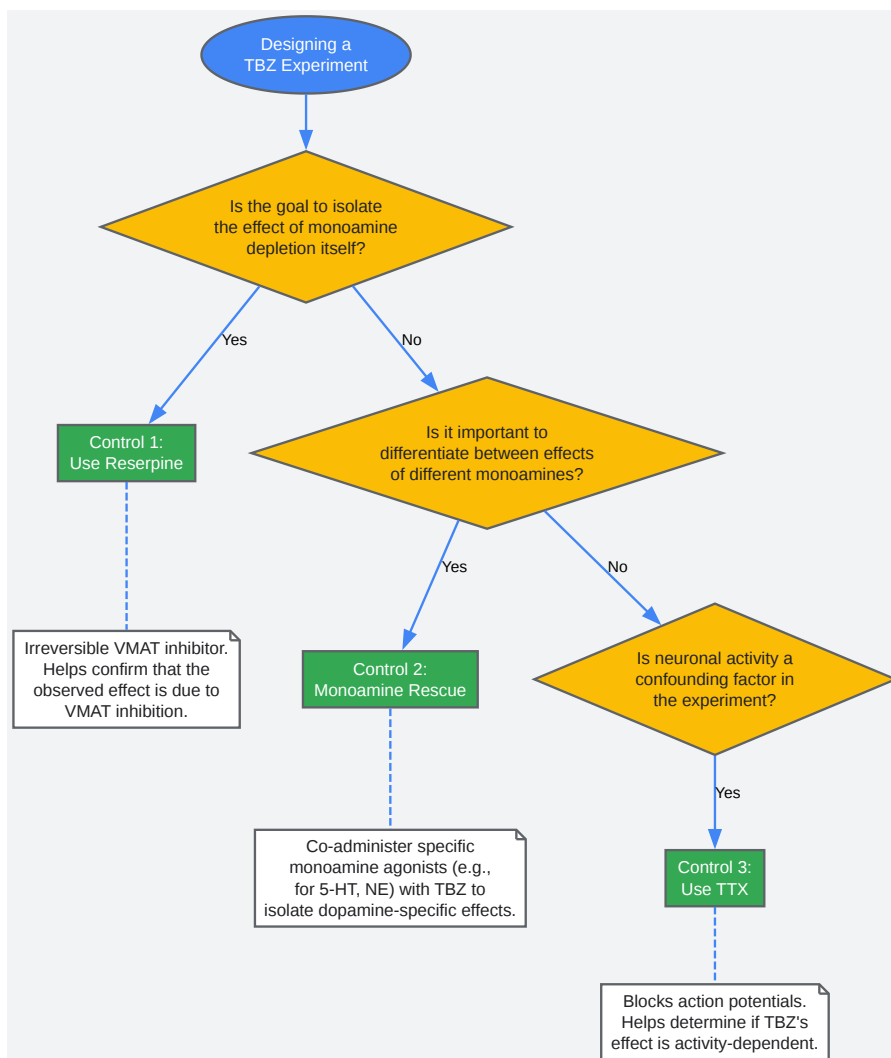 Designing a
TBZ Experiment
Is the goal to isolate
the effect of monoamine
depletion itself?
Yes
No
Control 1:
Use Reserpine
Is it important to
differentiate between effects
of different monoamines?
Yes
No
Irreversible VMAT inhibitor.
Helps confirm that the
observed effect is due to
VMAT inhibition.
Control 2:
Monoamine Rescue
Is neuronal activity a
confounding factor in
the experiment?
Yes
Co-administer specific
monoamine agonists (e.g.,
for 5-HT, NE) with TBZ to
isolate dopamine-specific effects.
Control 3:
Use TTX
Blocks action potentials.
Helps determine if TBZ's
effect is activity-dependent.